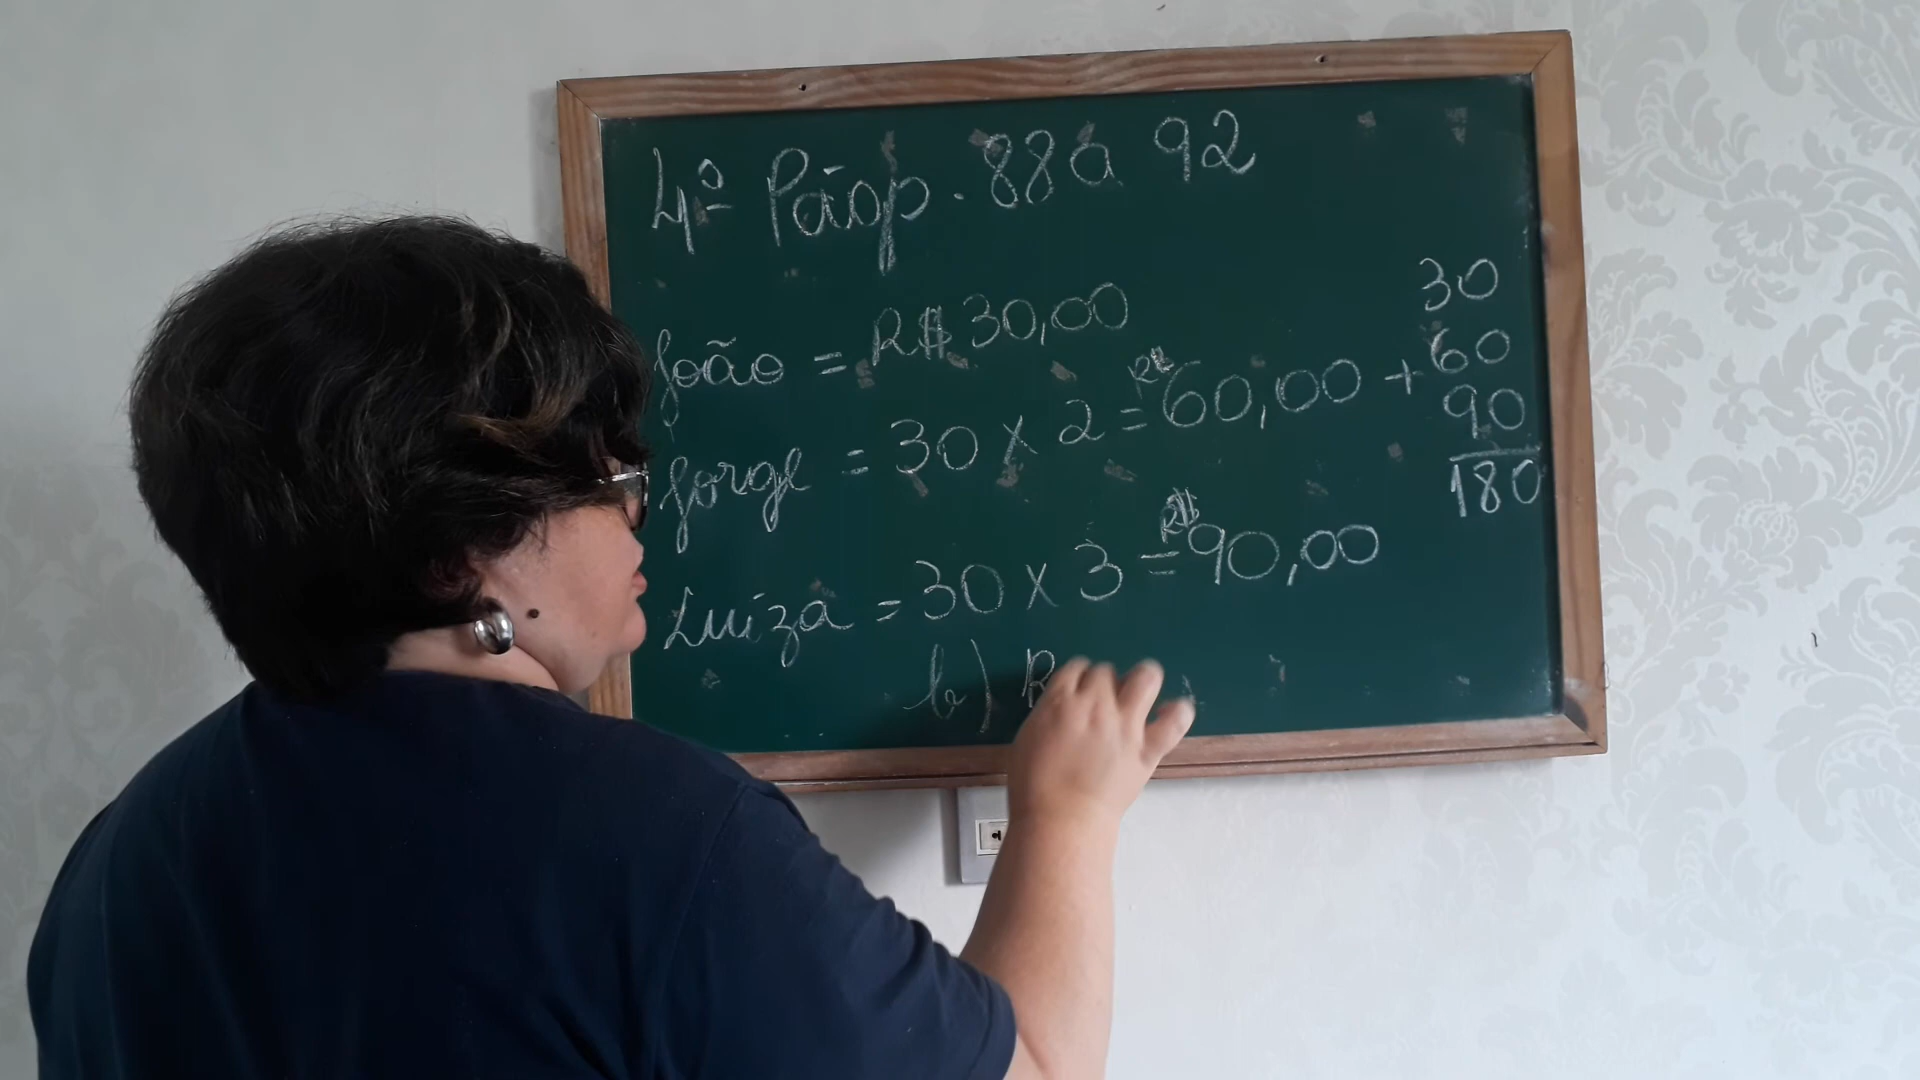 4º Pág. 88 a 92
João = R$ 30,00
Jorge = 30 x 2 = R$ 60,00
Luiza = 30 x 3 = R$ 90,00
b) R
30
+ 60
90
180